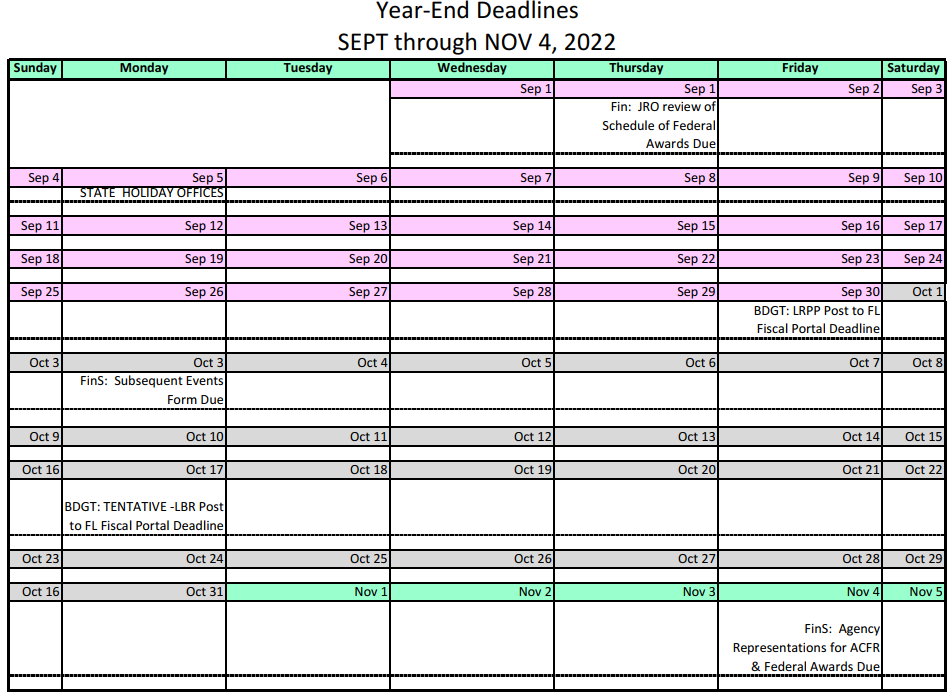 Year-End Deadlines
SEPT through NOV 4, 2022
Sunday Monday Tuesday Wednesday Thursday Friday Saturday
Sep 1 Sep 1 Sep 2 Sep 3
Fin: JRO review of
Schedule of Federal
Awards Due
Sep 4 Sep 5 Sep 6 Sep 7 Sep 8 Sep 9 Sep 10
STATE HOLIDAY OFFICES
Sep 11 Sep 12 Sep 13 Sep 14 Sep 15 Sep 16 Sep 17
Sep 18 Sep 19 Sep 20 Sep 21 Sep 22 Sep 23 Sep 24
Sep 25 Sep 26 Sep 27 Sep 28 Sep 29 Sep 30 Oct 1
BDGT: LRPP Post to FL
Fiscal Portal Deadline
Oct 3 Oct 3 Oct 4 Oct 5 Oct 6 Oct 7 Oct 8
FinS: Subsequent Events
Form Due
Oct 9 Oct 10 Oct 11 Oct 12 Oct 13 Oct 14 Oct 15
Oct 16 Oct 17 Oct 18 Oct 19 Oct 20 Oct 21 Oct 22
BDGT: TENTATIVE -LBR Post
to FL Fiscal Portal Deadline
Oct 23 Oct 24 Oct 25 Oct 26 Oct 27 Oct 28 Oct 29
Oct 16 Oct 31 Nov 1 Nov 2 Nov 3 Nov 4 Nov 5
FinS: Agency
Representations for ACFR
& Federal Awards Due